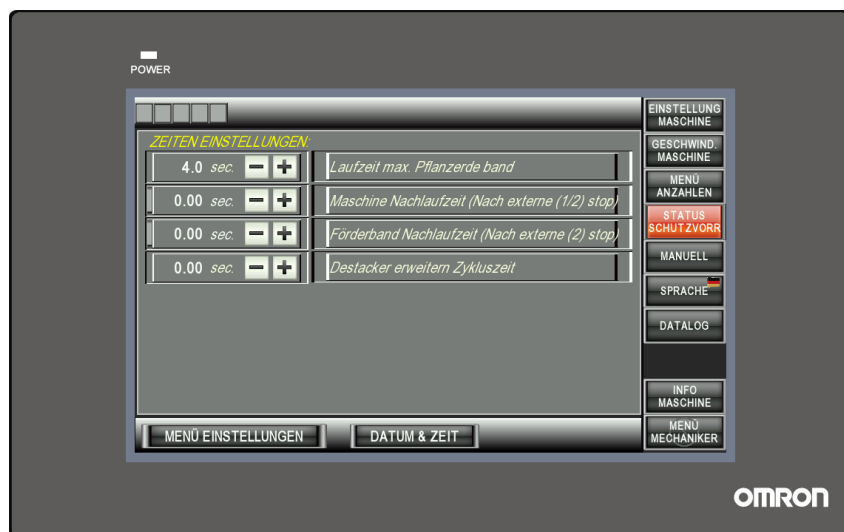 POWER
ZEITEN EINSTELLUNGEN:
4.0 sec. − + Laufzeit max. Pflanzerde band
0.00 sec. − + Maschine Nachlaufzeit (Nach externe (1/2) stop)
0.00 sec. − + Förderband Nachlaufzeit (Nach externe (2) stop)
0.00 sec. − + Destacker erweitern Zykluszeit
MENÜ EINSTELLUNGEN
DATUM & ZEIT
EINSTELLUNG
MASCHINE
GESCHWIND.
MASCHINE
MENÜ
ANZAHLEN
STATUS
SCHUTZVORR
MANUELL
SPRACHE
DATALOG
INFO
MASCHINE
MENÜ
MECHANIKER
OMRON